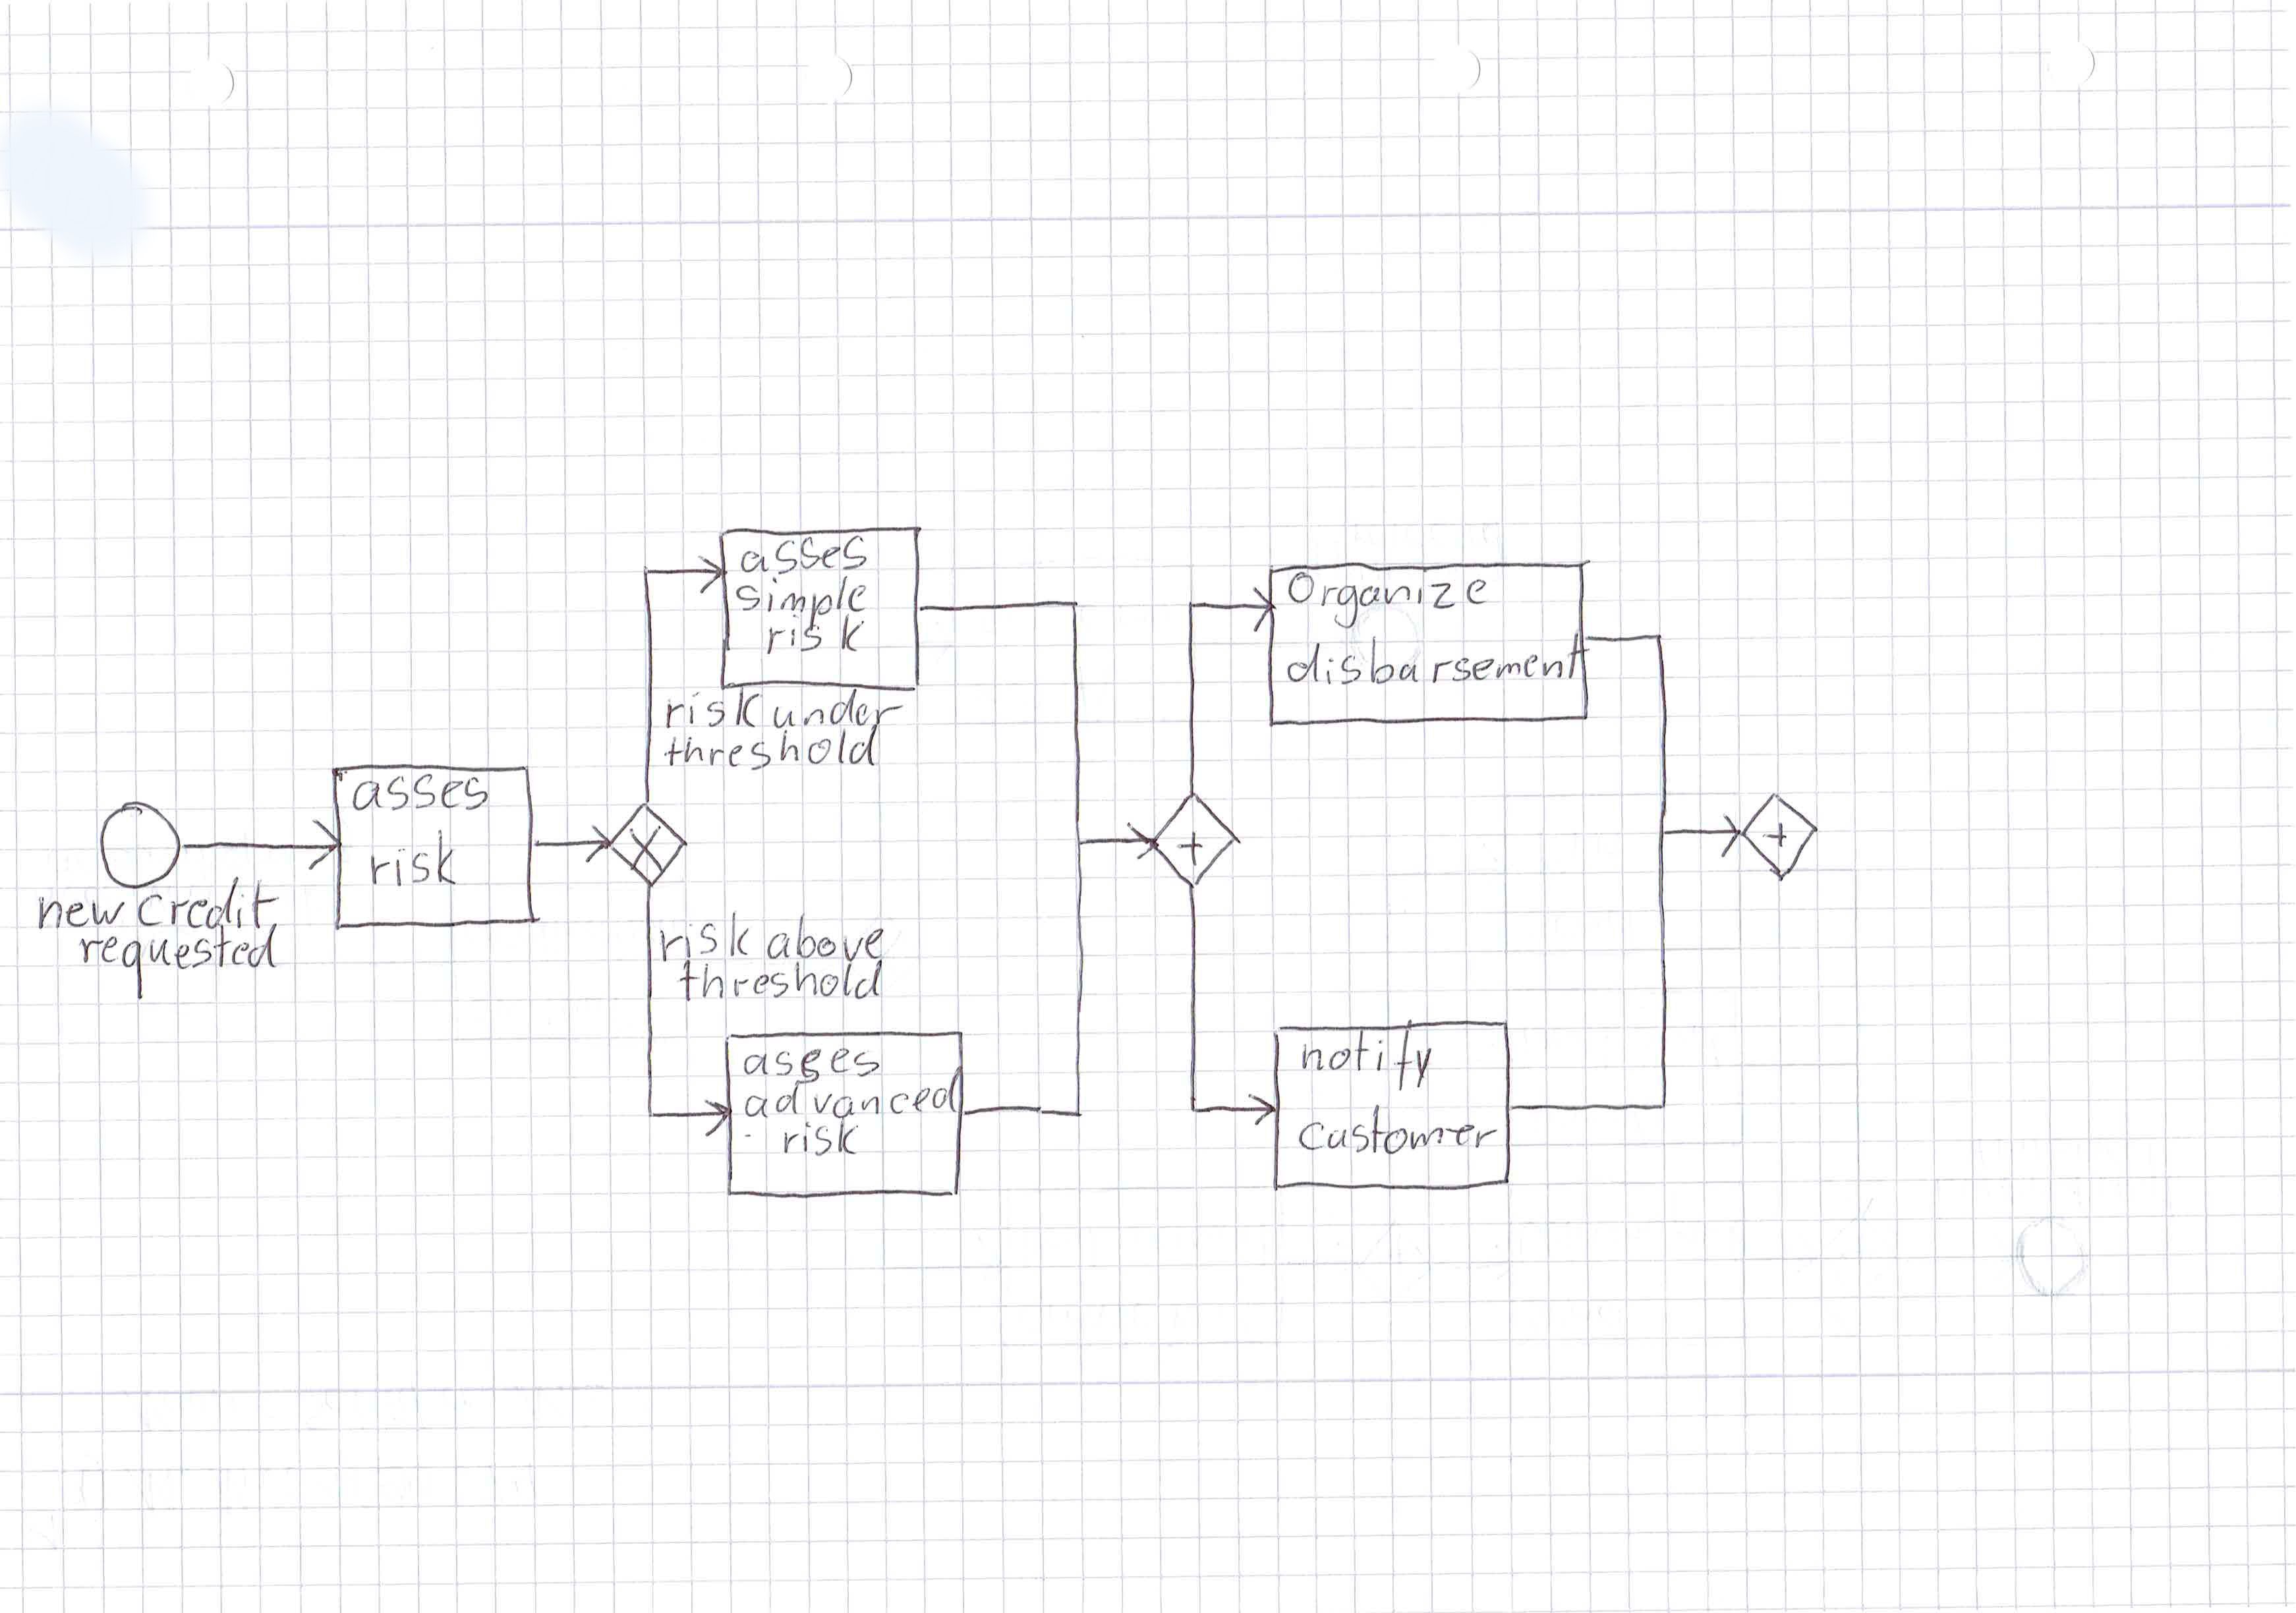 new credit
requested
asses
risk
asses
simple
risk
risk under
threshold
risk above
threshold
asses
advanced
risk
Organize
disbarsement
notify
customer